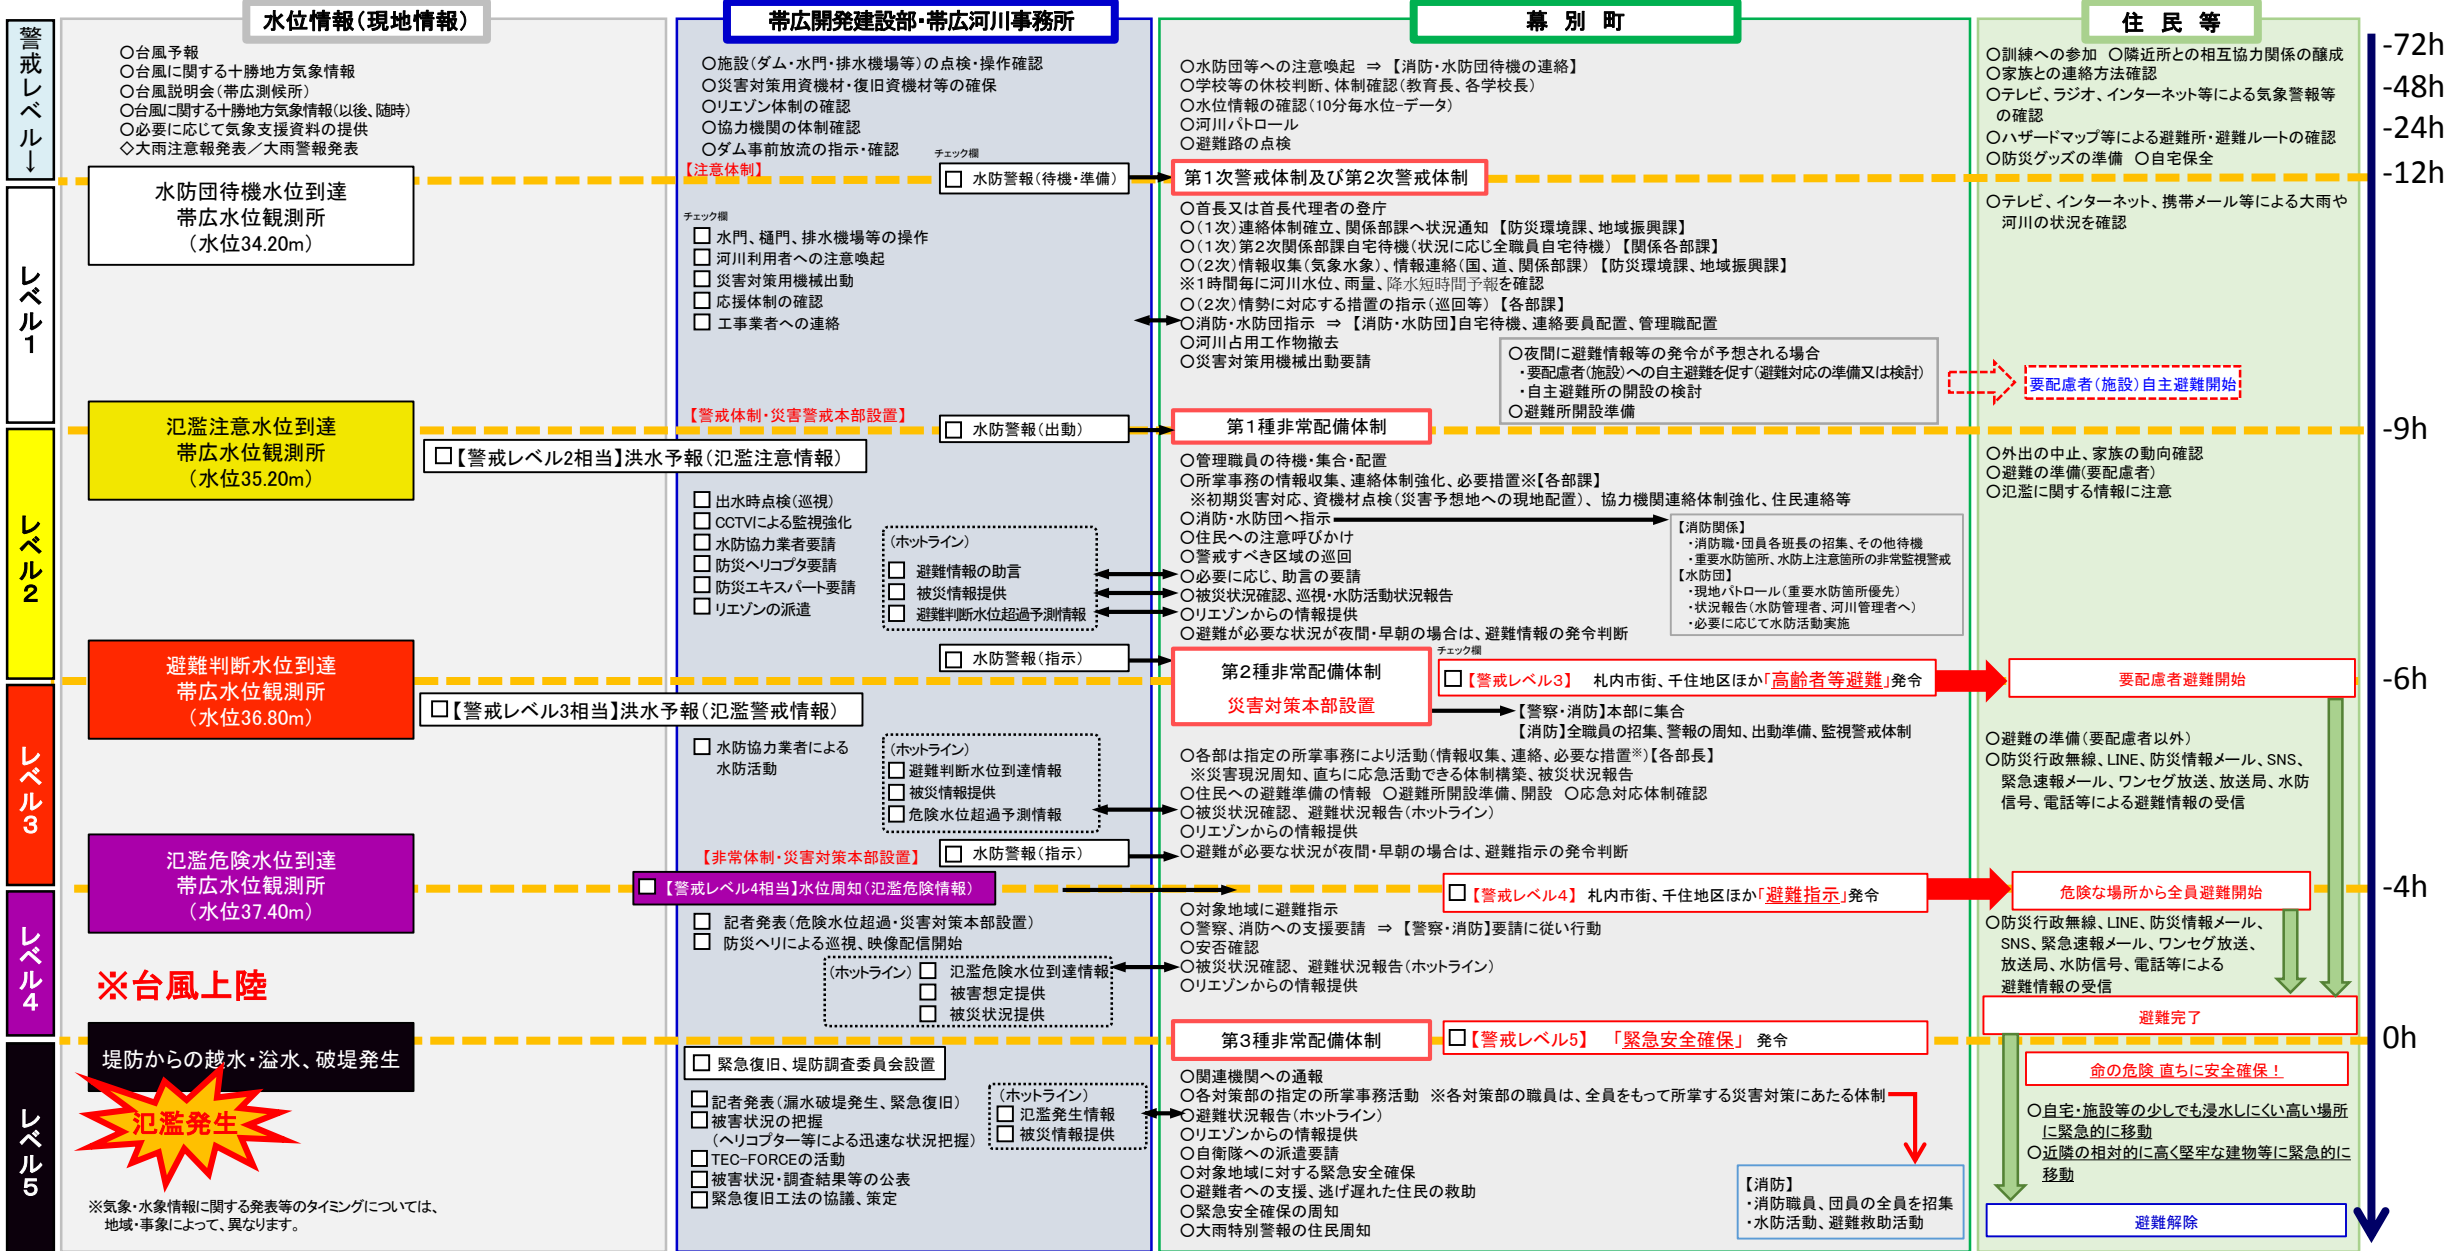 警戒レベル↓
水位情報(現地情報)
○台風予報
○台風に関する十勝地方気象情報
○台風説明会(帯広測候所)
○台風に関する十勝地方気象情報(以後、随時)
○必要に応じて気象支援資料の提供
◇大雨注意報発表/大雨警報発表
水防団待機水位到達
帯広水位観測所
(水位34.20m)
レベル1
氾濫注意水位到達
帯広水位観測所
(水位35.20m)
□【警戒レベル2相当】洪水予報(氾濫注意情報)
レベル2
避難判断水位到達
帯広水位観測所
(水位36.80m)
□【警戒レベル3相当】洪水予報(氾濫警戒情報)
レベル3
氾濫危険水位到達
帯広水位観測所
(水位37.40m)
レベル4
※台風上陸
堤防からの越水・溢水、破堤発生
氾濫発生
レベル5
※気象・水象情報に関する発表等のタイミングについては、
地域・事象によって、異なります。
帯広開発建設部・帯広河川事務所
○施設(ダム・水門・排水機場等)の点検・操作確認
○災害対策用資機材・復旧資機材等の確保
○リエゾン体制の確認
○協力機関の体制確認
○ダム事前放流の指示・確認
チェック欄
【注意体制】
□ 水防警報(待機・準備)
チェック欄
□ 水門、樋門、排水機場等の操作
□ 河川利用者への注意喚起
□ 災害対策用機械出動
□ 応援体制の確認
□ 工事業者への連絡
【警戒体制・災害警戒本部設置】
□ 水防警報(出動)
□ 出水時点検(巡視)
□ CCTVによる監視強化
□ 水防協力業者要請
□ 防災ヘリコプタ要請
□ 防災エキスパート要請
□ リエゾンの派遣
(ホットライン)
□ 避難情報の助言
□ 被災情報提供
□ 避難判断水位超過予測情報
□ 水防警報(指示)
□ 水防協力業者による
水防活動
(ホットライン)
□ 避難判断水位到達情報
□ 被災情報提供
□ 危険水位超過予測情報
【非常体制・災害対策本部設置】
□ 水防警報(指示)
□ 【警戒レベル4相当】水位周知(氾濫危険情報)
□ 記者発表(危険水位超過・災害対策本部設置)
□ 防災ヘリによる巡視、映像配信開始
(ホットライン) □ 氾濫危険水位到達情報
□ 被害想定提供
□ 被災状況提供
□ 緊急復旧、堤防調査委員会設置
□ 記者発表(漏水破堤発生、緊急復旧)
□ 被害状況の把握
(ヘリコプター等による迅速な状況把握)
□ TEC-FORCEの活動
□ 被害状況・調査結果等の公表
□ 緊急復旧工法の協議、策定
(ホットライン)
□ 氾濫発生情報
□ 被災情報提供
幕 別 町
○水防団等への注意喚起 ⇒ 【消防・水防団待機の連絡】
○学校等の休校判断、体制確認(教育長、各学校長)
○水位情報の確認(10分毎水位-データ)
○河川パトロール
○避難路の点検
第1次警戒体制及び第2次警戒体制
○首長又は首長代理者の登庁
○(1次)連絡体制確立、関係部課へ状況通知 【防災環境課、地域振興課】
○(1次)第2次関係部課自宅待機(状況に応じ全職員自宅待機) 【関係各部課】
○(2次)情報収集(気象水象)、情報連絡(国、道、関係部課) 【防災環境課、地域振興課】
※1時間毎に河川水位、雨量、降水短時間予報を確認
○(2次)情勢に対応する措置の指示(巡回等) 【各部課】
○消防・水防団指示 ⇒ 【消防・水防団】自宅待機、連絡要員配置、管理職配置
○河川占用工作物撤去
○災害対策用機械出動要請
○夜間に避難情報等の発令が予想される場合
・要配慮者(施設)への自主避難を促す(避難対応の準備又は検討)
・自主避難所の開設の検討
○避難所開設準備
第1種非常配備体制
○管理職員の待機・集合・配置
○所掌事務の情報収集、連絡体制強化、必要措置※【各部課】
※初期災害対応、資機材点検(災害予想地への現地配置)、協力機関連絡体制強化、住民連絡等
○消防・水防団へ指示
○住民への注意呼びかけ
○警戒すべき区域の巡回
○必要に応じ、助言の要請
○被災状況確認、巡視・水防活動状況報告
○リエゾンからの情報提供
○避難が必要な状況が夜間・早朝の場合は、避難情報の発令判断
【消防関係】
・消防職・団員各班長の招集、その他待機
・重要水防箇所、水防上注意箇所の非常監視警戒
【水防団】
・現地パトロール(重要水防箇所優先)
・状況報告(水防管理者、河川管理者へ)
・必要に応じて水防活動実施
第2種非常配備体制
災害対策本部設置
チェック欄
□【警戒レベル3】 札内市街、千住地区ほか「高齢者等避難」発令
【警察・消防】本部に集合
【消防】全職員の招集、警報の周知、出動準備、監視警戒体制
○各部は指定の所掌事務により活動(情報収集、連絡、必要な措置※)【各部長】
※災害現況周知、直ちに応急活動できる体制構築、被災状況報告
○住民への避難準備の情報 ○避難所開設準備、開設 ○応急対応体制確認
○被災状況確認、避難状況報告(ホットライン)
○リエゾンからの情報提供
○避難が必要な状況が夜間・早朝の場合は、避難指示の発令判断
□【警戒レベル4】 札内市街、千住地区ほか「避難指示」発令
○対象地域に避難指示
○警察、消防への支援要請 ⇒ 【警察・消防】要請に従い行動
○安否確認
○被災状況確認、避難状況報告(ホットライン)
○リエゾンからの情報提供
第3種非常配備体制
□【警戒レベル5】 「緊急安全確保」 発令
○関連機関への通報
○各対策部の指定の所掌事務活動 ※各対策部の職員は、全員をもって所掌する災害対策にあたる体制
○避難状況報告(ホットライン)
○リエゾンからの情報提供
○自衛隊への派遣要請
○対象地域に対する緊急安全確保
○避難者への支援、逃げ遅れた住民の救助
○緊急安全確保の周知
○大雨特別警報の住民周知
【消防】
・消防職員、団員の全員を招集
・水防活動、避難救助活動
住 民 等
○訓練への参加 ○隣近所との相互協力関係の醸成
○家族との連絡方法確認
○テレビ、ラジオ、インターネット等による気象警報等
の確認
○ハザードマップ等による避難所・避難ルートの確認
○防災グッズの準備 ○自宅保全
○テレビ、インターネット、携帯メール等による大雨や
河川の状況を確認
要配慮者(施設)自主避難開始
○外出の中止、家族の動向確認
○避難の準備(要配慮者)
○氾濫に関する情報に注意
要配慮者避難開始
○避難の準備(要配慮者以外)
○防災行政無線、LINE、防災情報メール、SNS、
緊急速報メール、ワンセグ放送、放送局、水防
信号、電話等による避難情報の受信
危険な場所から全員避難開始
○防災行政無線、LINE、防災情報メール、
SNS、緊急速報メール、ワンセグ放送、
放送局、水防信号、電話等による
避難情報の受信
避難完了
命の危険 直ちに安全確保!
○自宅・施設等の少しでも浸水しにくい高い場所
に緊急的に移動
○近隣の相対的に高く堅牢な建物等に緊急的に
移動
避難解除
-72h
-48h
-24h
-12h
-9h
-6h
-4h
0h